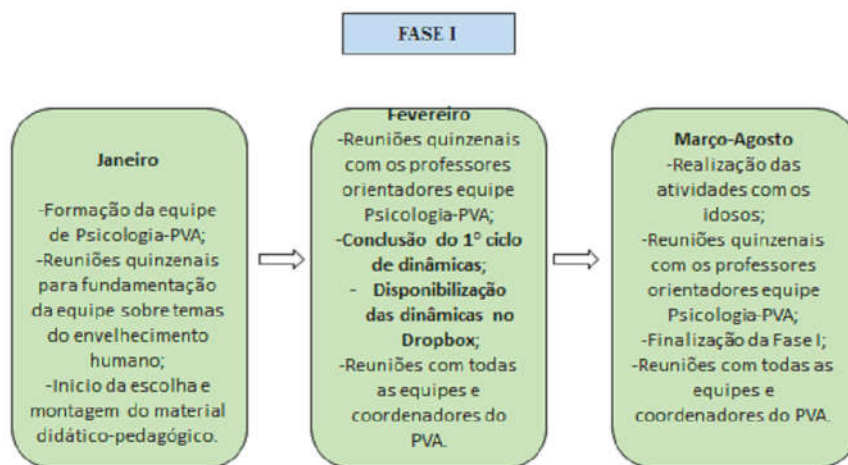 FASE I
Janeiro
-Formação da equipe
de Psicologia-PVA;
-Reuniões quinzenais
para fundamentação
da equipe sobre temas
do envelhecimento
humano;
-Inicio da escolha e
montagem do material
didático-pedagógico.
Fevereiro
-Reuniões quinzenais
com os professores
orientadores equipe
Psicologia-PVA;
-Conclusão do 1° ciclo
de dinâmicas;
- Disponibilização
das dinâmicas no
Dropbox;
-Reuniões com todas
as equipes e
coordenadores do
PVA.
Março-Agosto
-Realização das
atividades com os
idosos;
-Reuniões quinzenais
com os professores
orientadores equipe
Psicologia-PVA;
-Finalização da Fase I;
-Reuniões com todas as
equipes e
coordenadores do PVA.